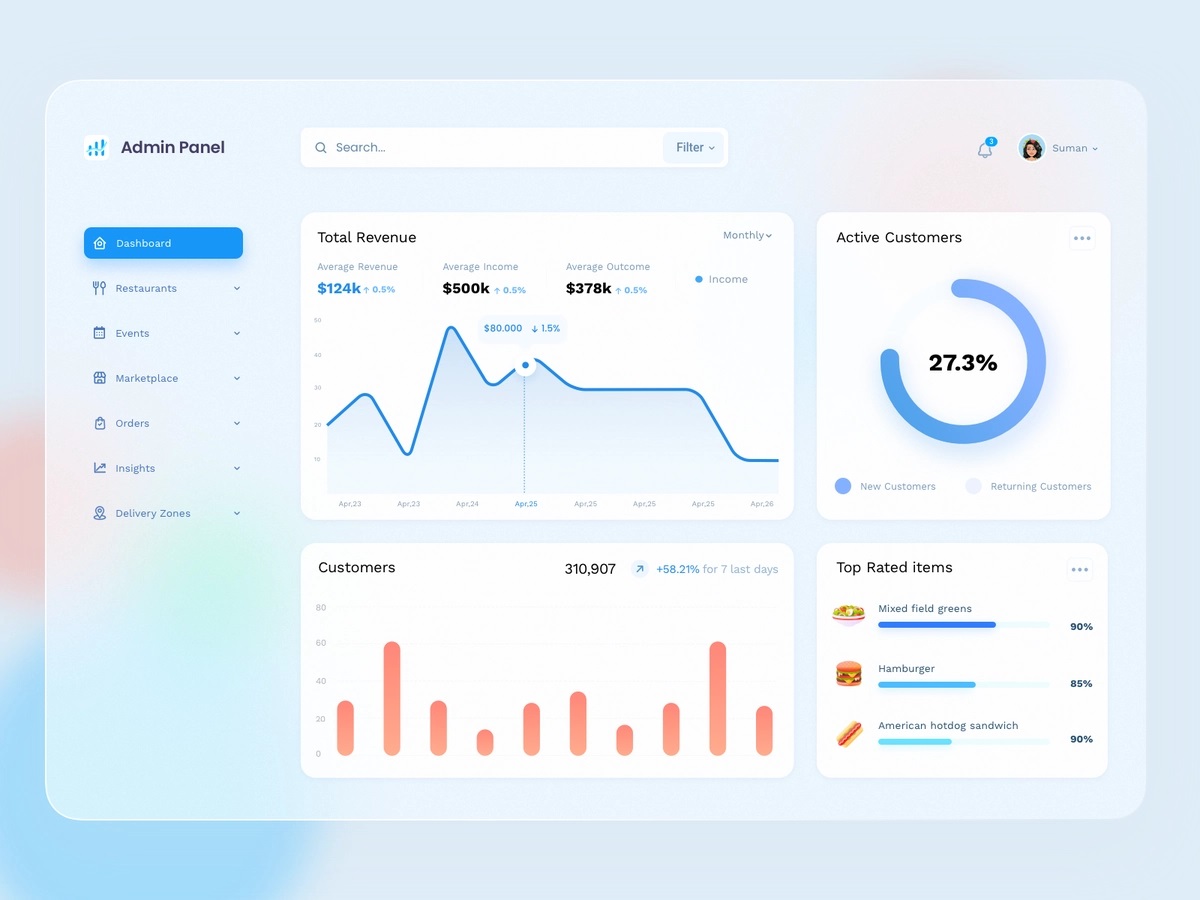 Admin Panel
Search...
Filter
3
Suman
Dashboard
Restaurants
Events
Marketplace
Orders
Insights
Delivery Zones
Total Revenue
Monthly
Average Revenue
Average Income
Average Outcome
$124k ↑ 0.5%
$500k ↑ 0.5%
$378k ↑ 0.5%
Income
$80.000 ↓ 1.5%
50
40
30
20
10
Apr,23
Apr,23
Apr,24
Apr,25
Apr,25
Apr,25
Apr,25
Apr,26
Active Customers
27.3%
New Customers
Returning Customers
Customers
310,907
+58.21% for 7 last days
80
60
40
20
0
Top Rated items
Mixed field greens
90%
Hamburger
85%
American hotdog sandwich
90%